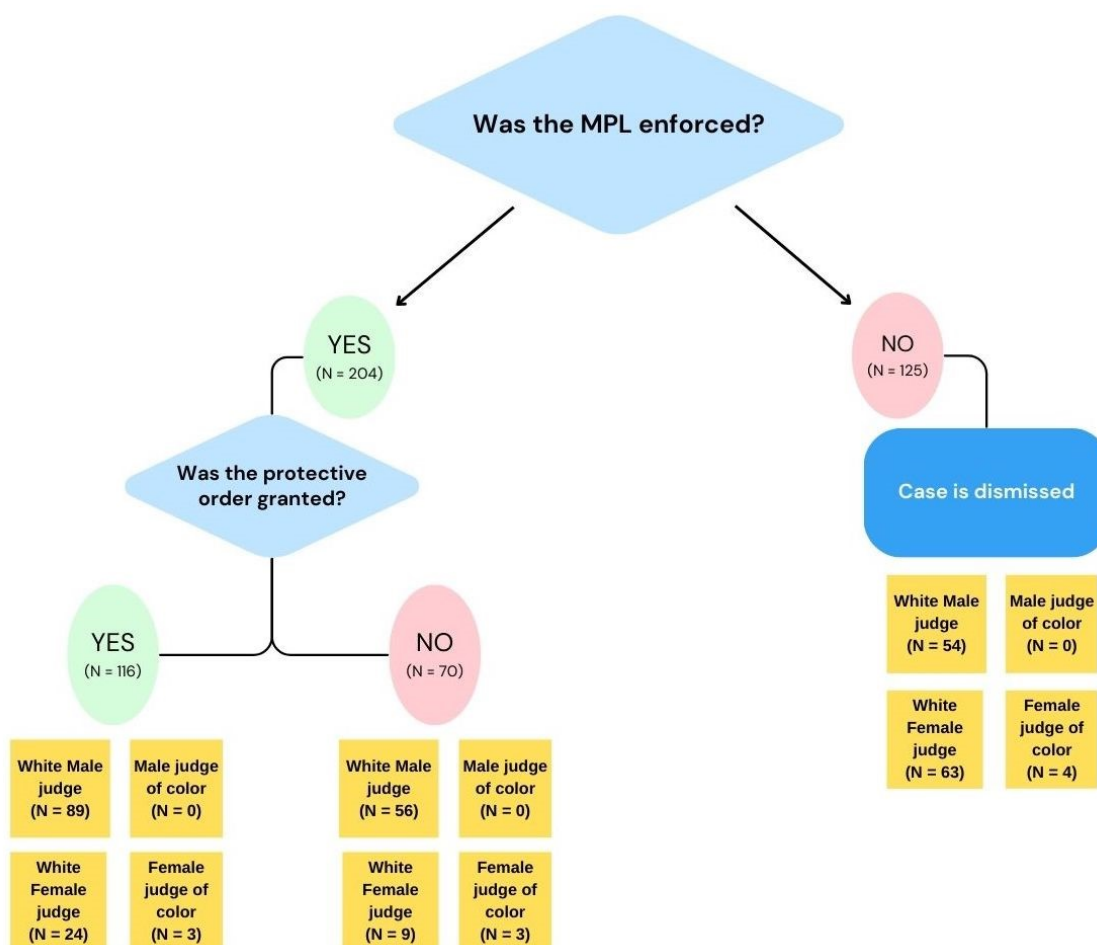 Was the MPL enforced?
YES
(N = 204)
NO
(N = 125)
Was the protective
order granted?
Case is dismissed
YES
(N = 116)
NO
(N = 70)
White Male
judge
(N = 54)
Male judge
of color
(N = 0)
White
Female
judge
(N = 63)
Female
judge of
color
(N = 4)
White Male
judge
(N = 89)
Male judge
of color
(N = 0)
White Male
judge
(N = 56)
Male judge
of color
(N = 0)
White
Female
judge
(N = 24)
Female
judge of
color
(N = 3)
White
Female
judge
(N = 9)
Female
judge of
color
(N = 3)